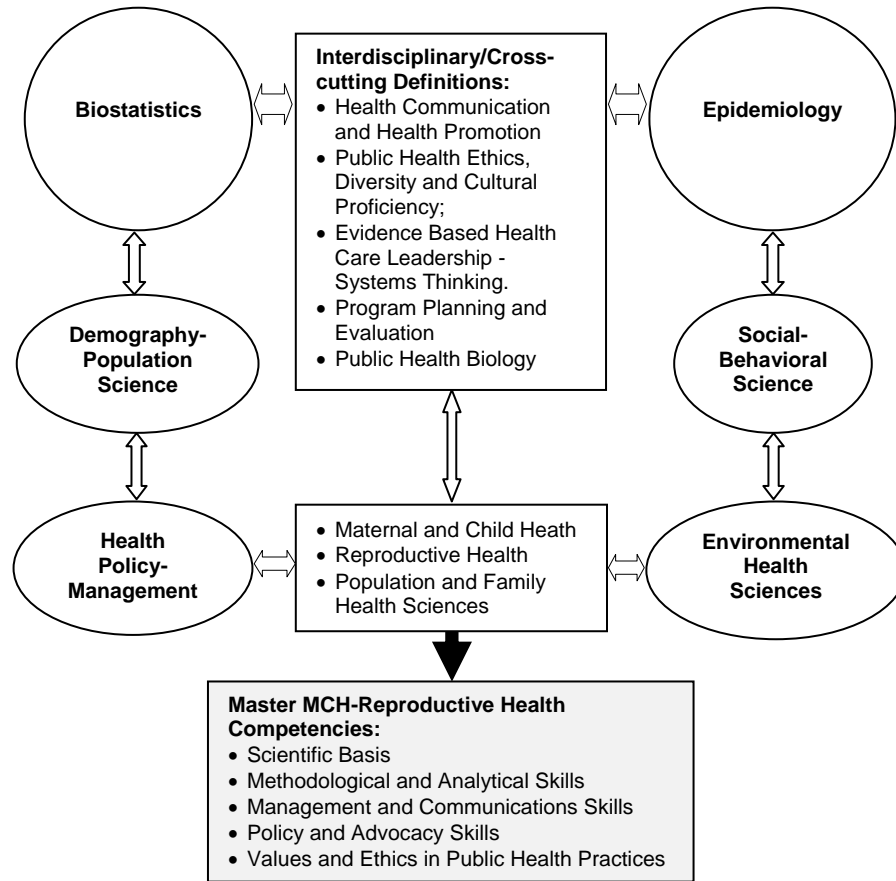 Biostatistics
Interdisciplinary/Cross-
cutting Definitions:
• Health Communication
and Health Promotion
• Public Health Ethics,
Diversity and Cultural
Proficiency;
• Evidence Based Health
Care Leadership -
Systems Thinking.
• Program Planning and
Evaluation
• Public Health Biology
Epidemiology
Demography-
Population
Science
Social-
Behavioral
Science
Health
Policy-
Management
• Maternal and Child Heath
• Reproductive Health
• Population and Family
Health Sciences
Environmental
Health
Sciences
Master MCH-Reproductive Health
Competencies:
• Scientific Basis
• Methodological and Analytical Skills
• Management and Communications Skills
• Policy and Advocacy Skills
• Values and Ethics in Public Health Practices